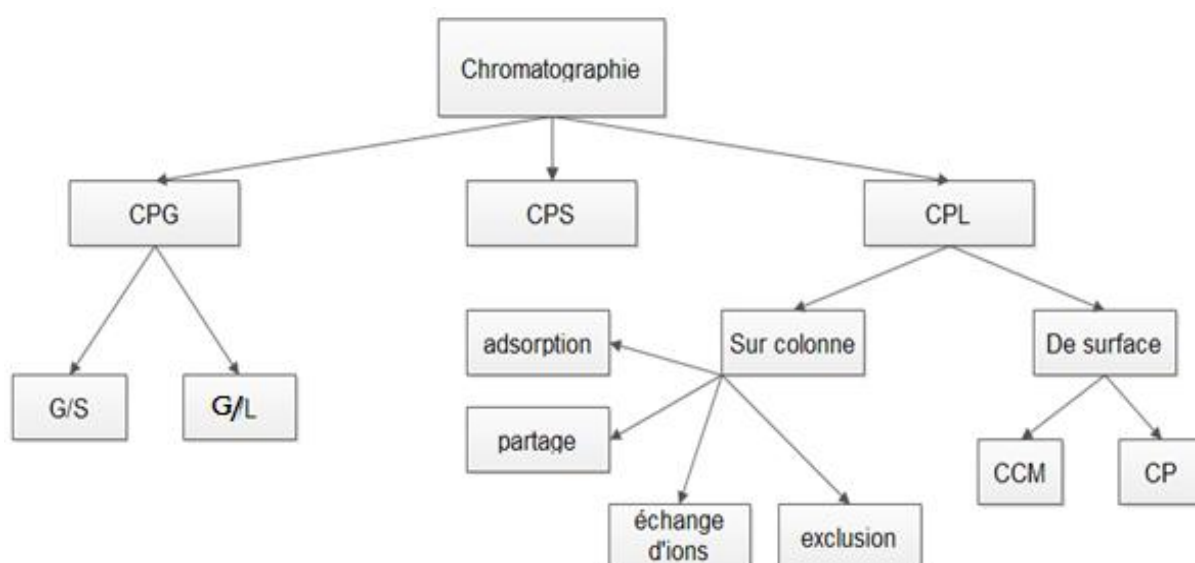 Chromatographie
CPG
CPS
CPL
adsorption
Sur colonne
De surface
G/S
G/L
partage
CCM
CP
échange
d'ions
exclusion